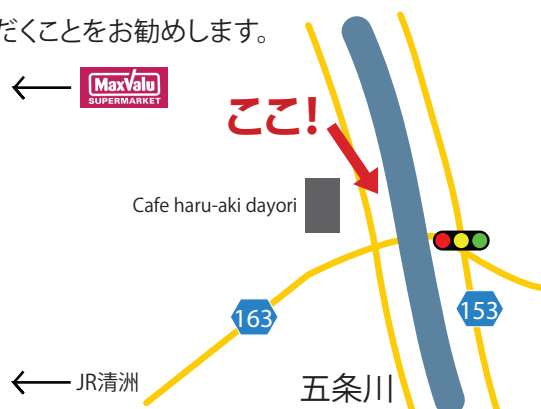 だくことをお勧めします。
MaxValu
SUPERMARKET
ここ!
Cafe haru-aki dayori
163
153
JR清洲
五条川